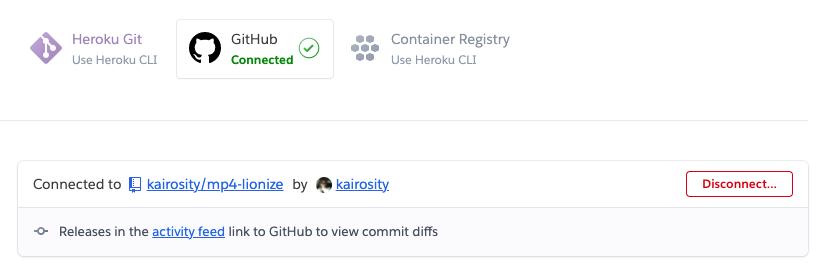 Heroku Git
Use Heroku CLI
GitHub
Connected
Container Registry
Use Heroku CLI
Connected to kairosity/mp4-lionize by kairosity
Disconnect...
Releases in the activity feed link to GitHub to view commit diffs